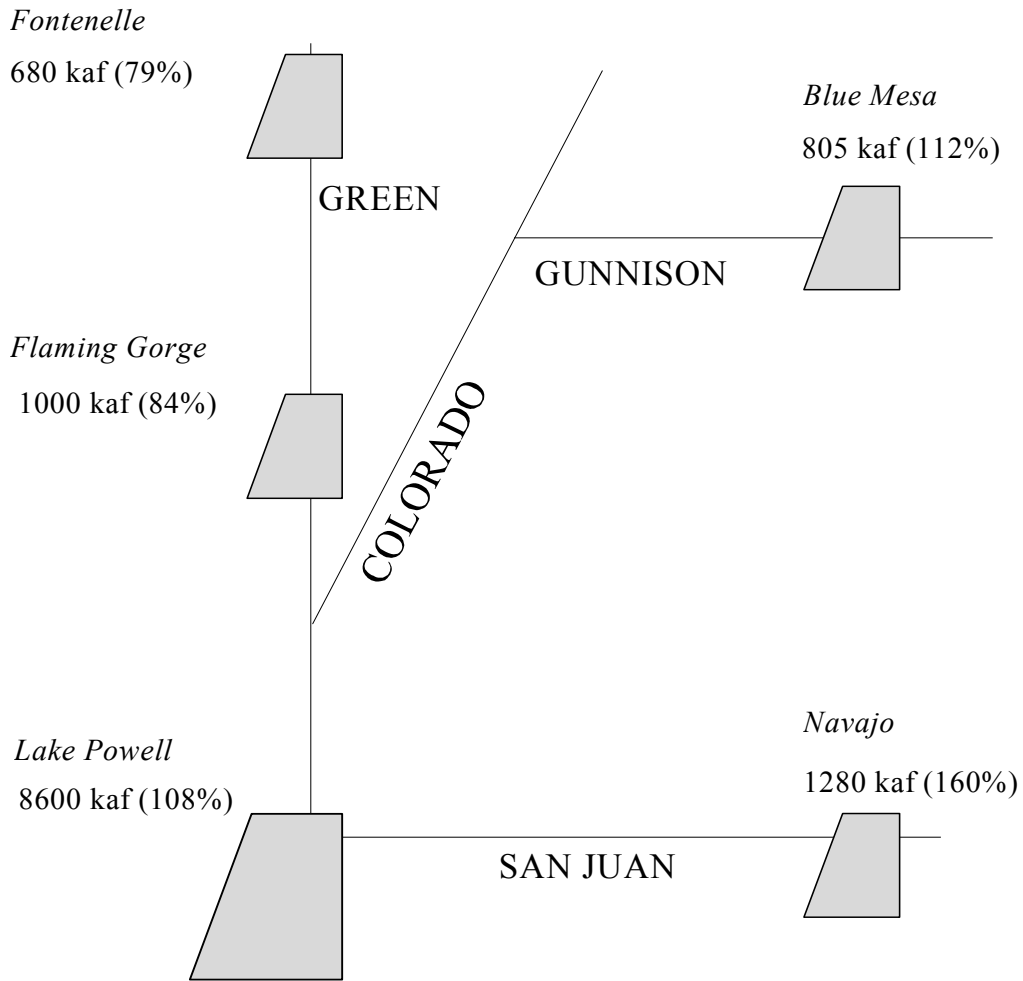 Fontenelle
680 kaf (79%)
Blue Mesa
805 kaf (112%)
GREEN
GUNNISON
Flaming Gorge
1000 kaf (84%)
COLORADO
Navajo
1280 kaf (160%)
Lake Powell
8600 kaf (108%)
SAN JUAN